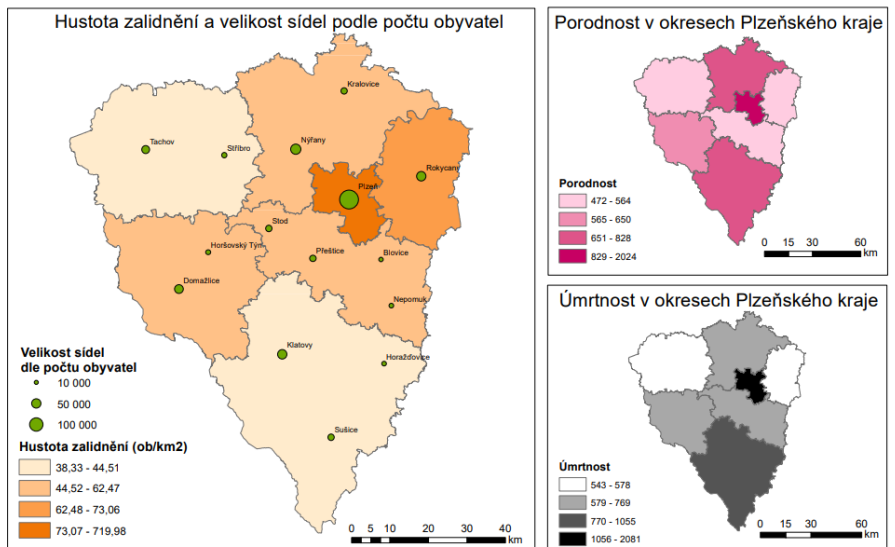 Hustota zalidnění a velikost sídel podle počtu obyvatel
Kralovice
Tachov
Stříbro
Nýřany
Rokycany
Plzeň
Stod
Horšovský Týn
Přeštice
Blovice
Domažlice
Nepomuk
Klatovy
Horažďovice
Sušice
Velikost sídel
dle počtu obyvatel
10 000
50 000
100 000
Hustota zalidnění (ob/km2)
38,33 - 44,51
44,52 - 62,47
62,48 - 73,06
73,07 - 719,98
0 5 10 20 30 40
km
Porodnost v okresech Plzeňského kraje
Porodnost
472 - 564
565 - 650
651 - 828
829 - 2024
0 15 30 60
km
Úmrtnost v okresech Plzeňského kraje
Úmrtnost
543 - 578
579 - 769
770 - 1055
1056 - 2081
0 15 30 60
km